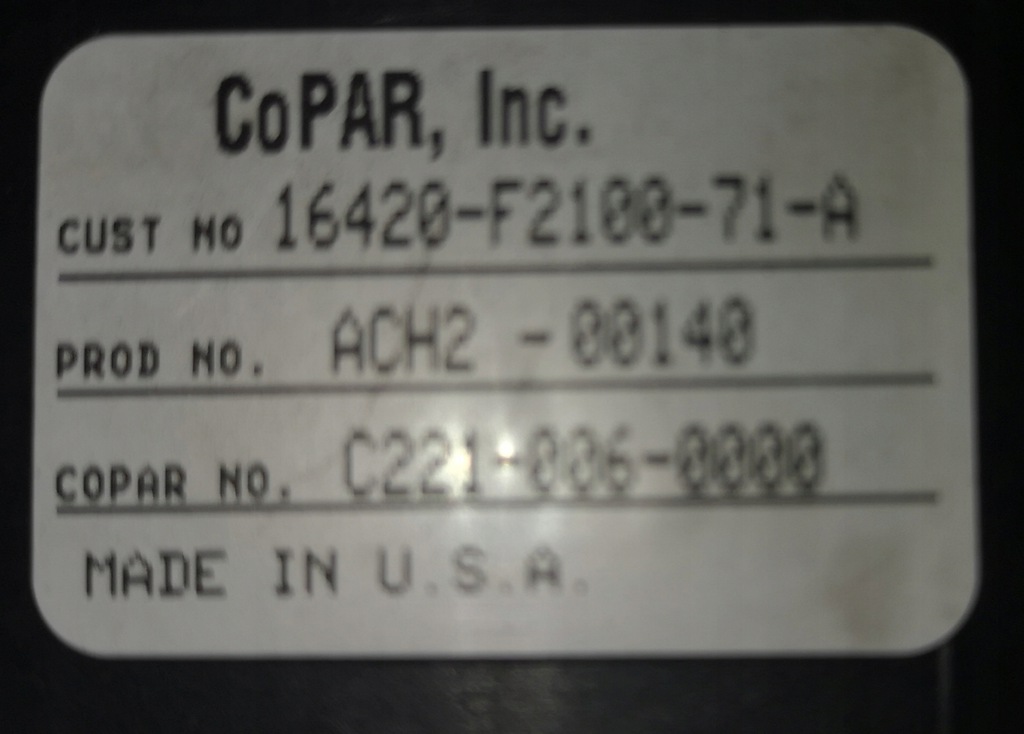 CoPAR, Inc.
CUST NO 16420-F2100-71-A
PROD NO. ACH2 -00140
COPAR NO. C221-006-0000
MADE IN U.S.A.